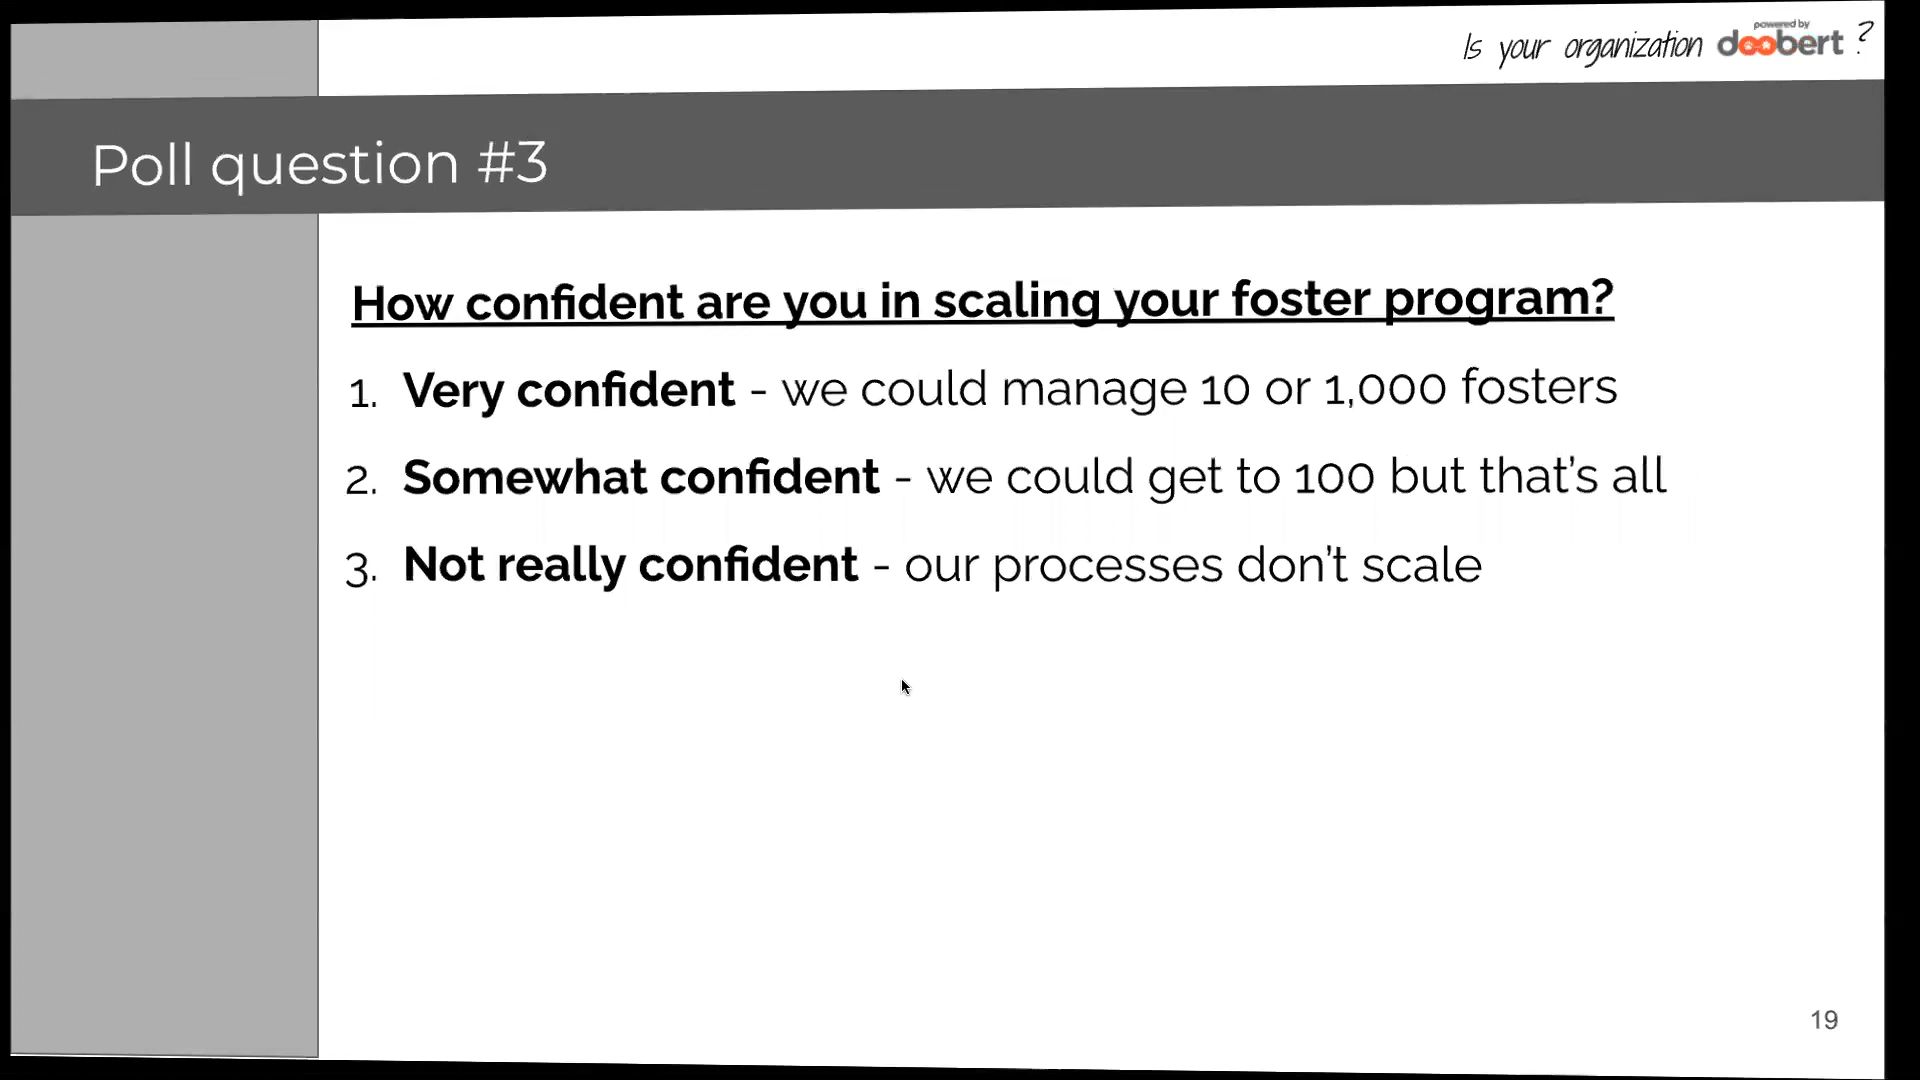 Is your organization powered by doobert ?
Poll question #3
How confident are you in scaling your foster program?
1. Very confident - we could manage 10 or 1,000 fosters
2. Somewhat confident - we could get to 100 but that's all
3. Not really confident - our processes don't scale
19